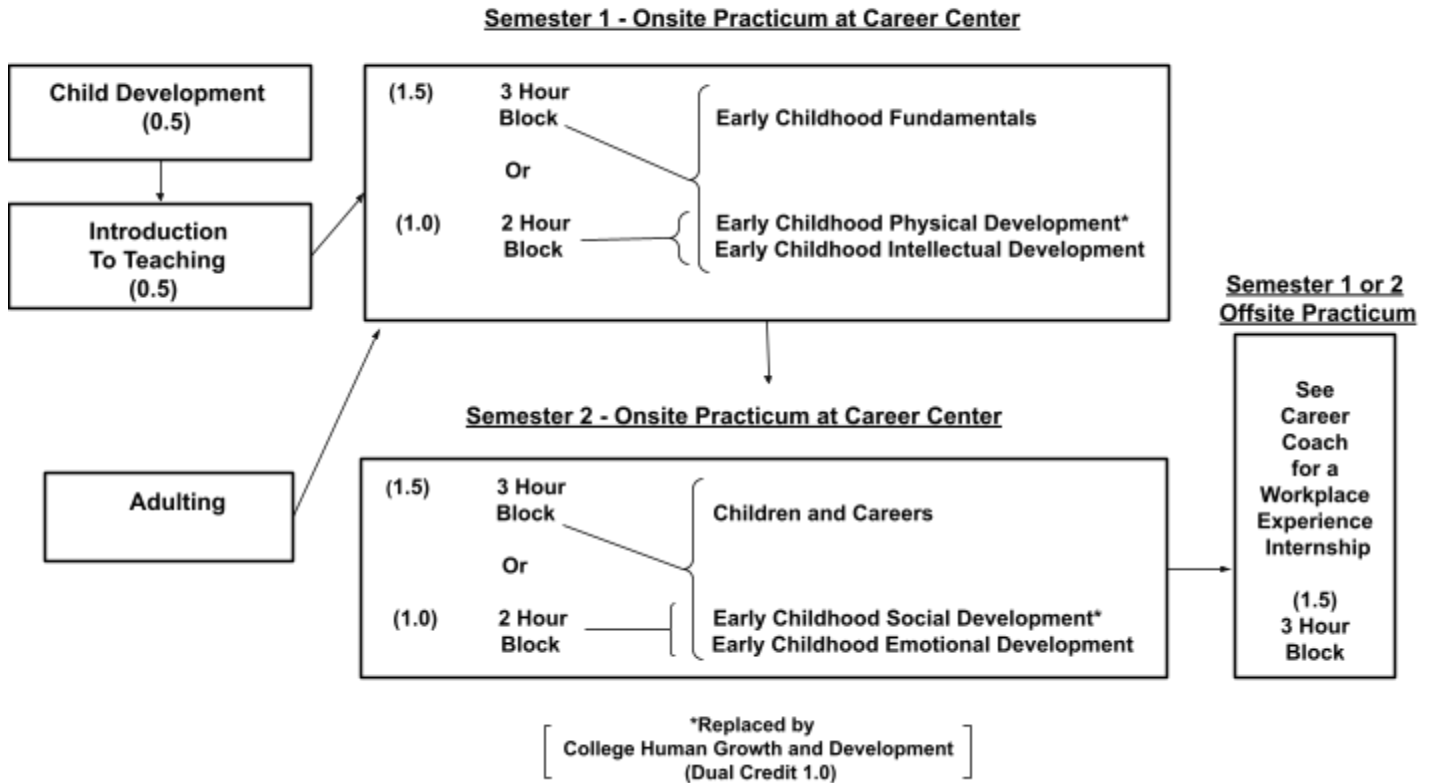 Semester 1 - Onsite Practicum at Career Center
Child Development
(0.5)
Introduction
To Teaching
(0.5)
Adulting
(1.5) 3 Hour
Block
Early Childhood Fundamentals
Or
(1.0) 2 Hour
Block
Early Childhood Physical Development*
Early Childhood Intellectual Development
Semester 2 - Onsite Practicum at Career Center
(1.5) 3 Hour
Block
Children and Careers
Or
(1.0) 2 Hour
Block
Early Childhood Social Development*
Early Childhood Emotional Development
Semester 1 or 2
Offsite Practicum
See
Career
Coach
for a
Workplace
Experience
Internship
(1.5)
3 Hour
Block
*Replaced by
College Human Growth and Development
(Dual Credit 1.0)